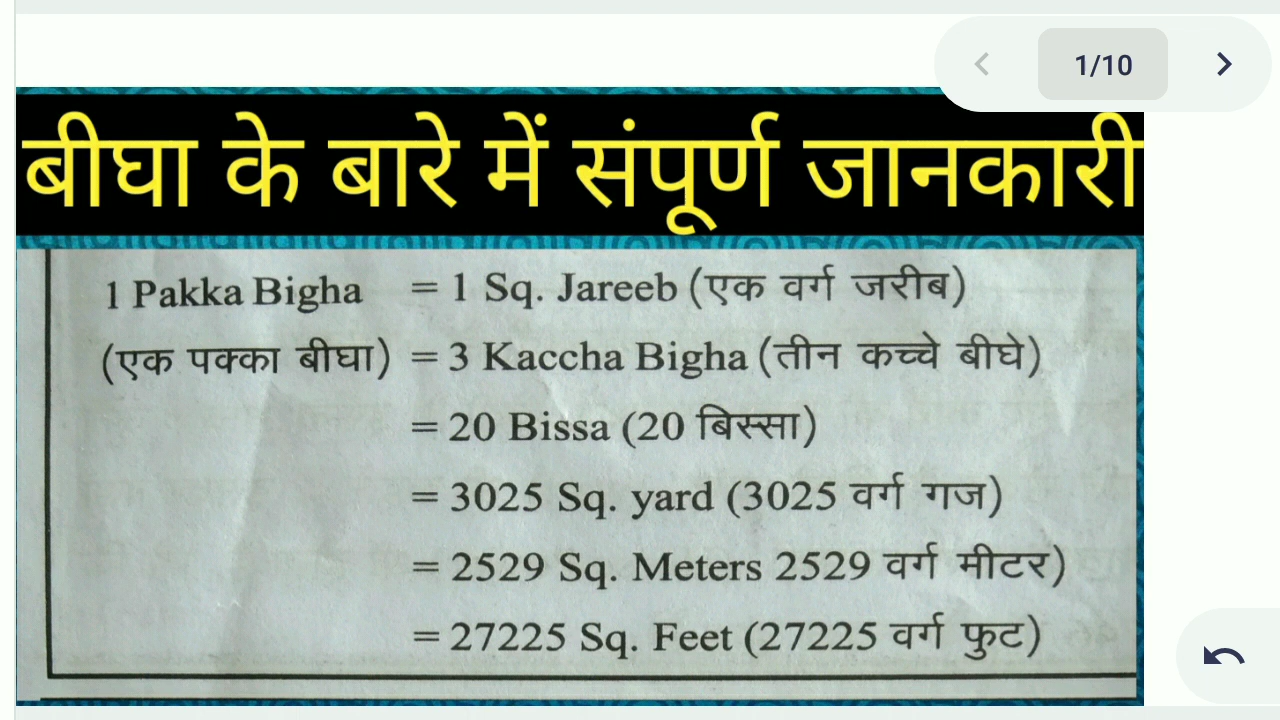 1/10
बीघा के बारे में संपूर्ण जानकारी
1 Pakka Bigha = 1 Sq. Jareeb (एक वर्ग जरीब)
(एक पक्का बीघा) = 3 Kaccha Bigha (तीन कच्चे बीघे)
= 20 Bissa (20 बिस्सा)
= 3025 Sq. yard (3025 वर्ग गज)
= 2529 Sq. Meters 2529 वर्ग मीटर)
= 27225 Sq. Feet (27225 वर्ग फुट)